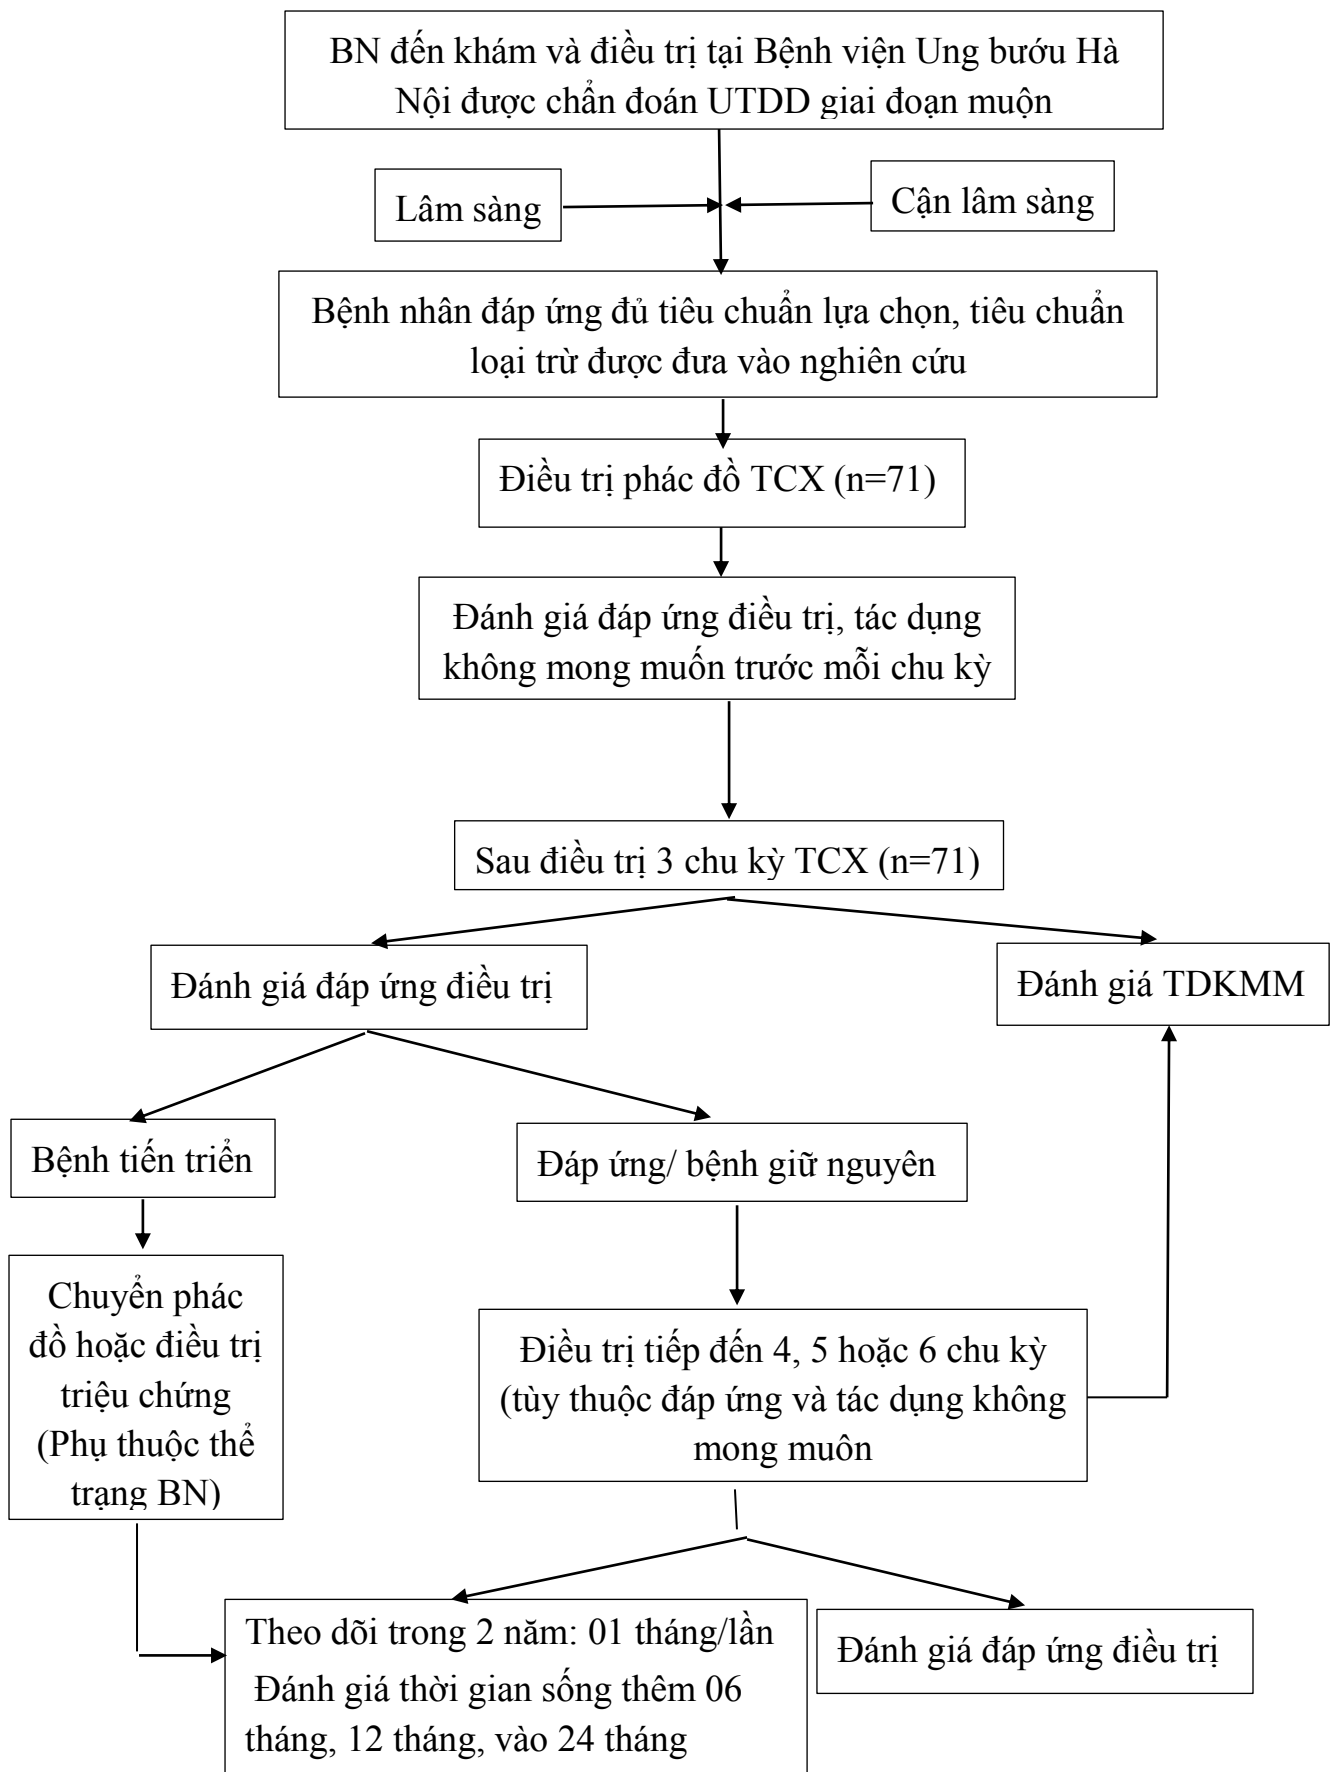 BN đến khám và điều trị tại Bệnh viện Ung bướu Hà
Nội được chẩn đoán UTDD giai đoạn muộn
Lâm sàng
Cận lâm sàng
Bệnh nhân đáp ứng đủ tiêu chuẩn lựa chọn, tiêu chuẩn
loại trừ được đưa vào nghiên cứu
Điều trị phác đồ TCX (n=71)
Đánh giá đáp ứng điều trị, tác dụng
không mong muốn trước mỗi chu kỳ
Sau điều trị 3 chu kỳ TCX (n=71)
Đánh giá đáp ứng điều trị
Đánh giá TDKMM
Bệnh tiến triển
Đáp ứng/ bệnh giữ nguyên
Chuyển phác
đồ hoặc điều trị
triệu chứng
(Phụ thuộc thể
trạng BN)
Điều trị tiếp đến 4, 5 hoặc 6 chu kỳ
(tùy thuộc đáp ứng và tác dụng không
mong muôn
Theo dõi trong 2 năm: 01 tháng/lần
Đánh giá thời gian sống thêm 06
tháng, 12 tháng, vào 24 tháng
Đánh giá đáp ứng điều trị